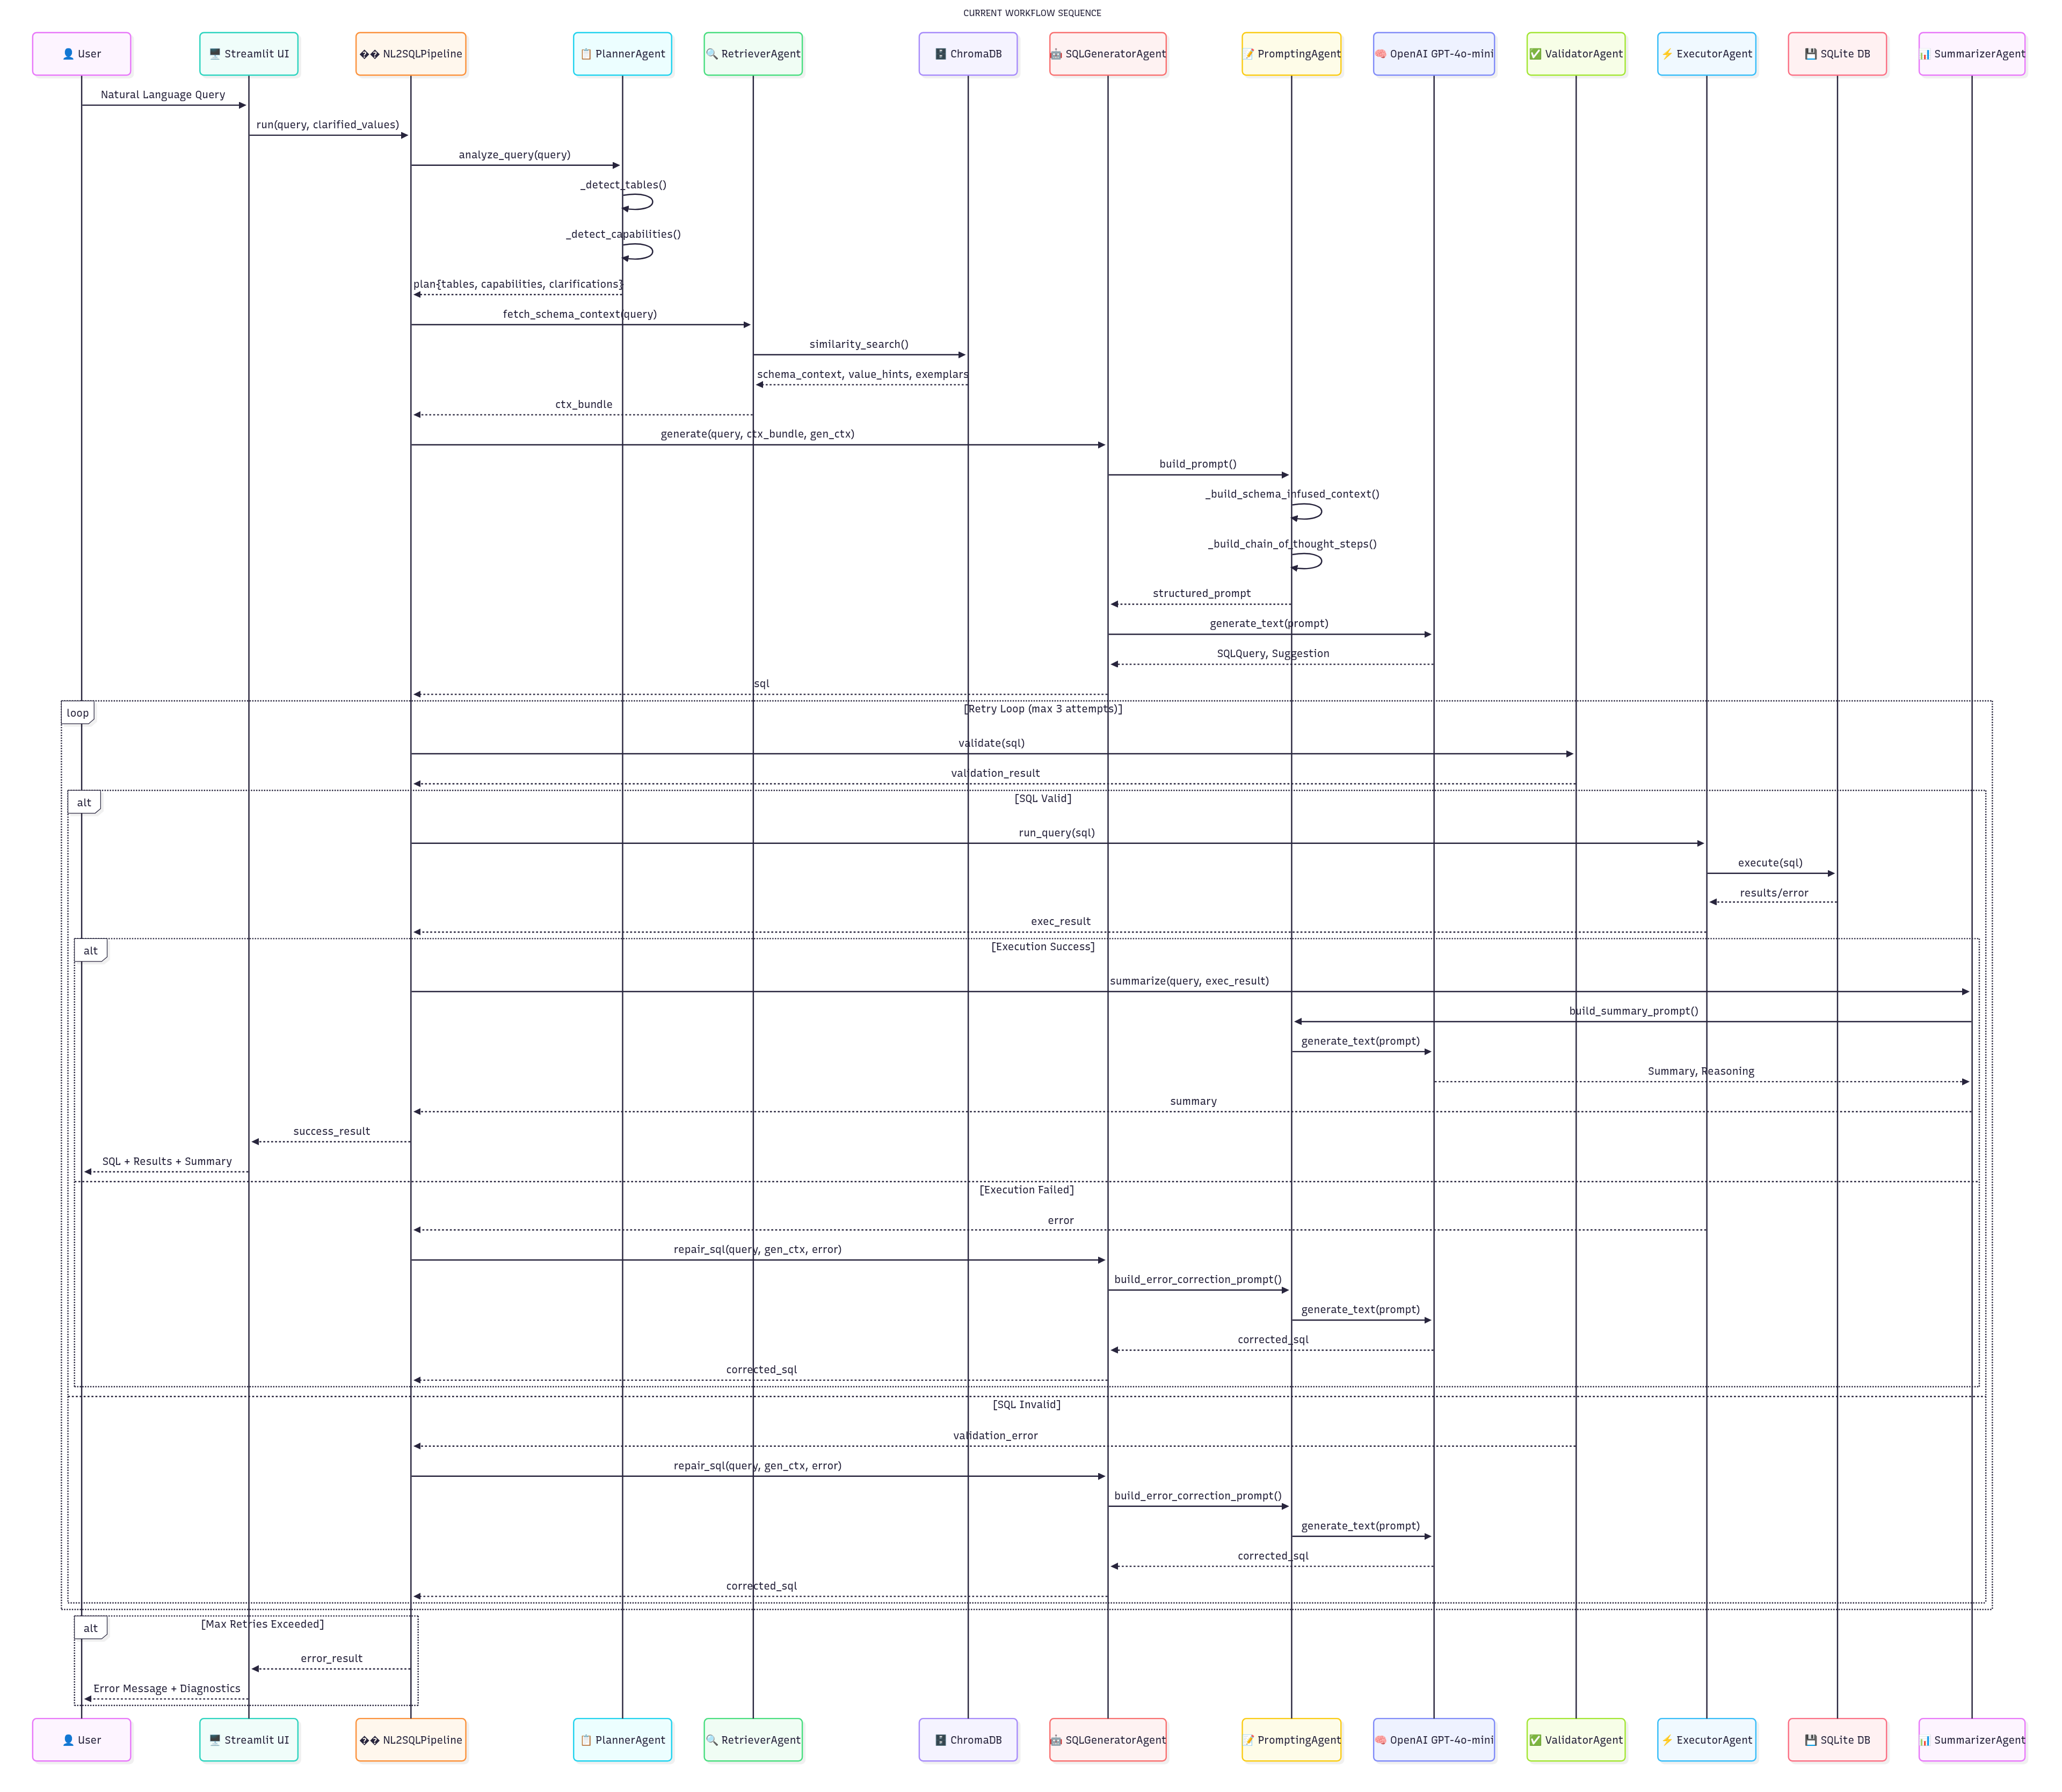 CURRENT WORKFLOW SEQUENCE
👤 User
🖥️ Streamlit UI
�� NL2SQLPipeline
📋 PlannerAgent
🔍 RetrieverAgent
🗄️ ChromaDB
🤖 SQLGeneratorAgent
📝 PromptingAgent
🧠 OpenAI GPT-4o-mini
✅ ValidatorAgent
⚡ ExecutorAgent
💾 SQLite DB
📊 SummarizerAgent
Natural Language Query
run(query, clarified_values)
analyze_query(query)
_detect_tables()
_detect_capabilities()
plan{tables, capabilities, clarifications}
fetch_schema_context(query)
similarity_search()
schema_context, value_hints, exemplars
ctx_bundle
generate(query, ctx_bundle, gen_ctx)
build_prompt()
_build_schema_infused_context()
_build_chain_of_thought_steps()
structured_prompt
generate_text(prompt)
SQLQuery, Suggestion
sql
loop
[Retry Loop (max 3 attempts)]
validate(sql)
validation_result
alt
[SQL Valid]
run_query(sql)
execute(sql)
results/error
exec_result
alt
[Execution Success]
summarize(query, exec_result)
build_summary_prompt()
generate_text(prompt)
Summary, Reasoning
summary
success_result
SQL + Results + Summary
[Execution Failed]
error
repair_sql(query, gen_ctx, error)
build_error_correction_prompt()
generate_text(prompt)
corrected_sql
corrected_sql
[SQL Invalid]
validation_error
repair_sql(query, gen_ctx, error)
build_error_correction_prompt()
generate_text(prompt)
corrected_sql
corrected_sql
alt
[Max Retries Exceeded]
error_result
Error Message + Diagnostics
👤 User
🖥️ Streamlit UI
�� NL2SQLPipeline
📋 PlannerAgent
🔍 RetrieverAgent
🗄️ ChromaDB
🤖 SQLGeneratorAgent
📝 PromptingAgent
🧠 OpenAI GPT-4o-mini
✅ ValidatorAgent
⚡ ExecutorAgent
💾 SQLite DB
📊 SummarizerAgent